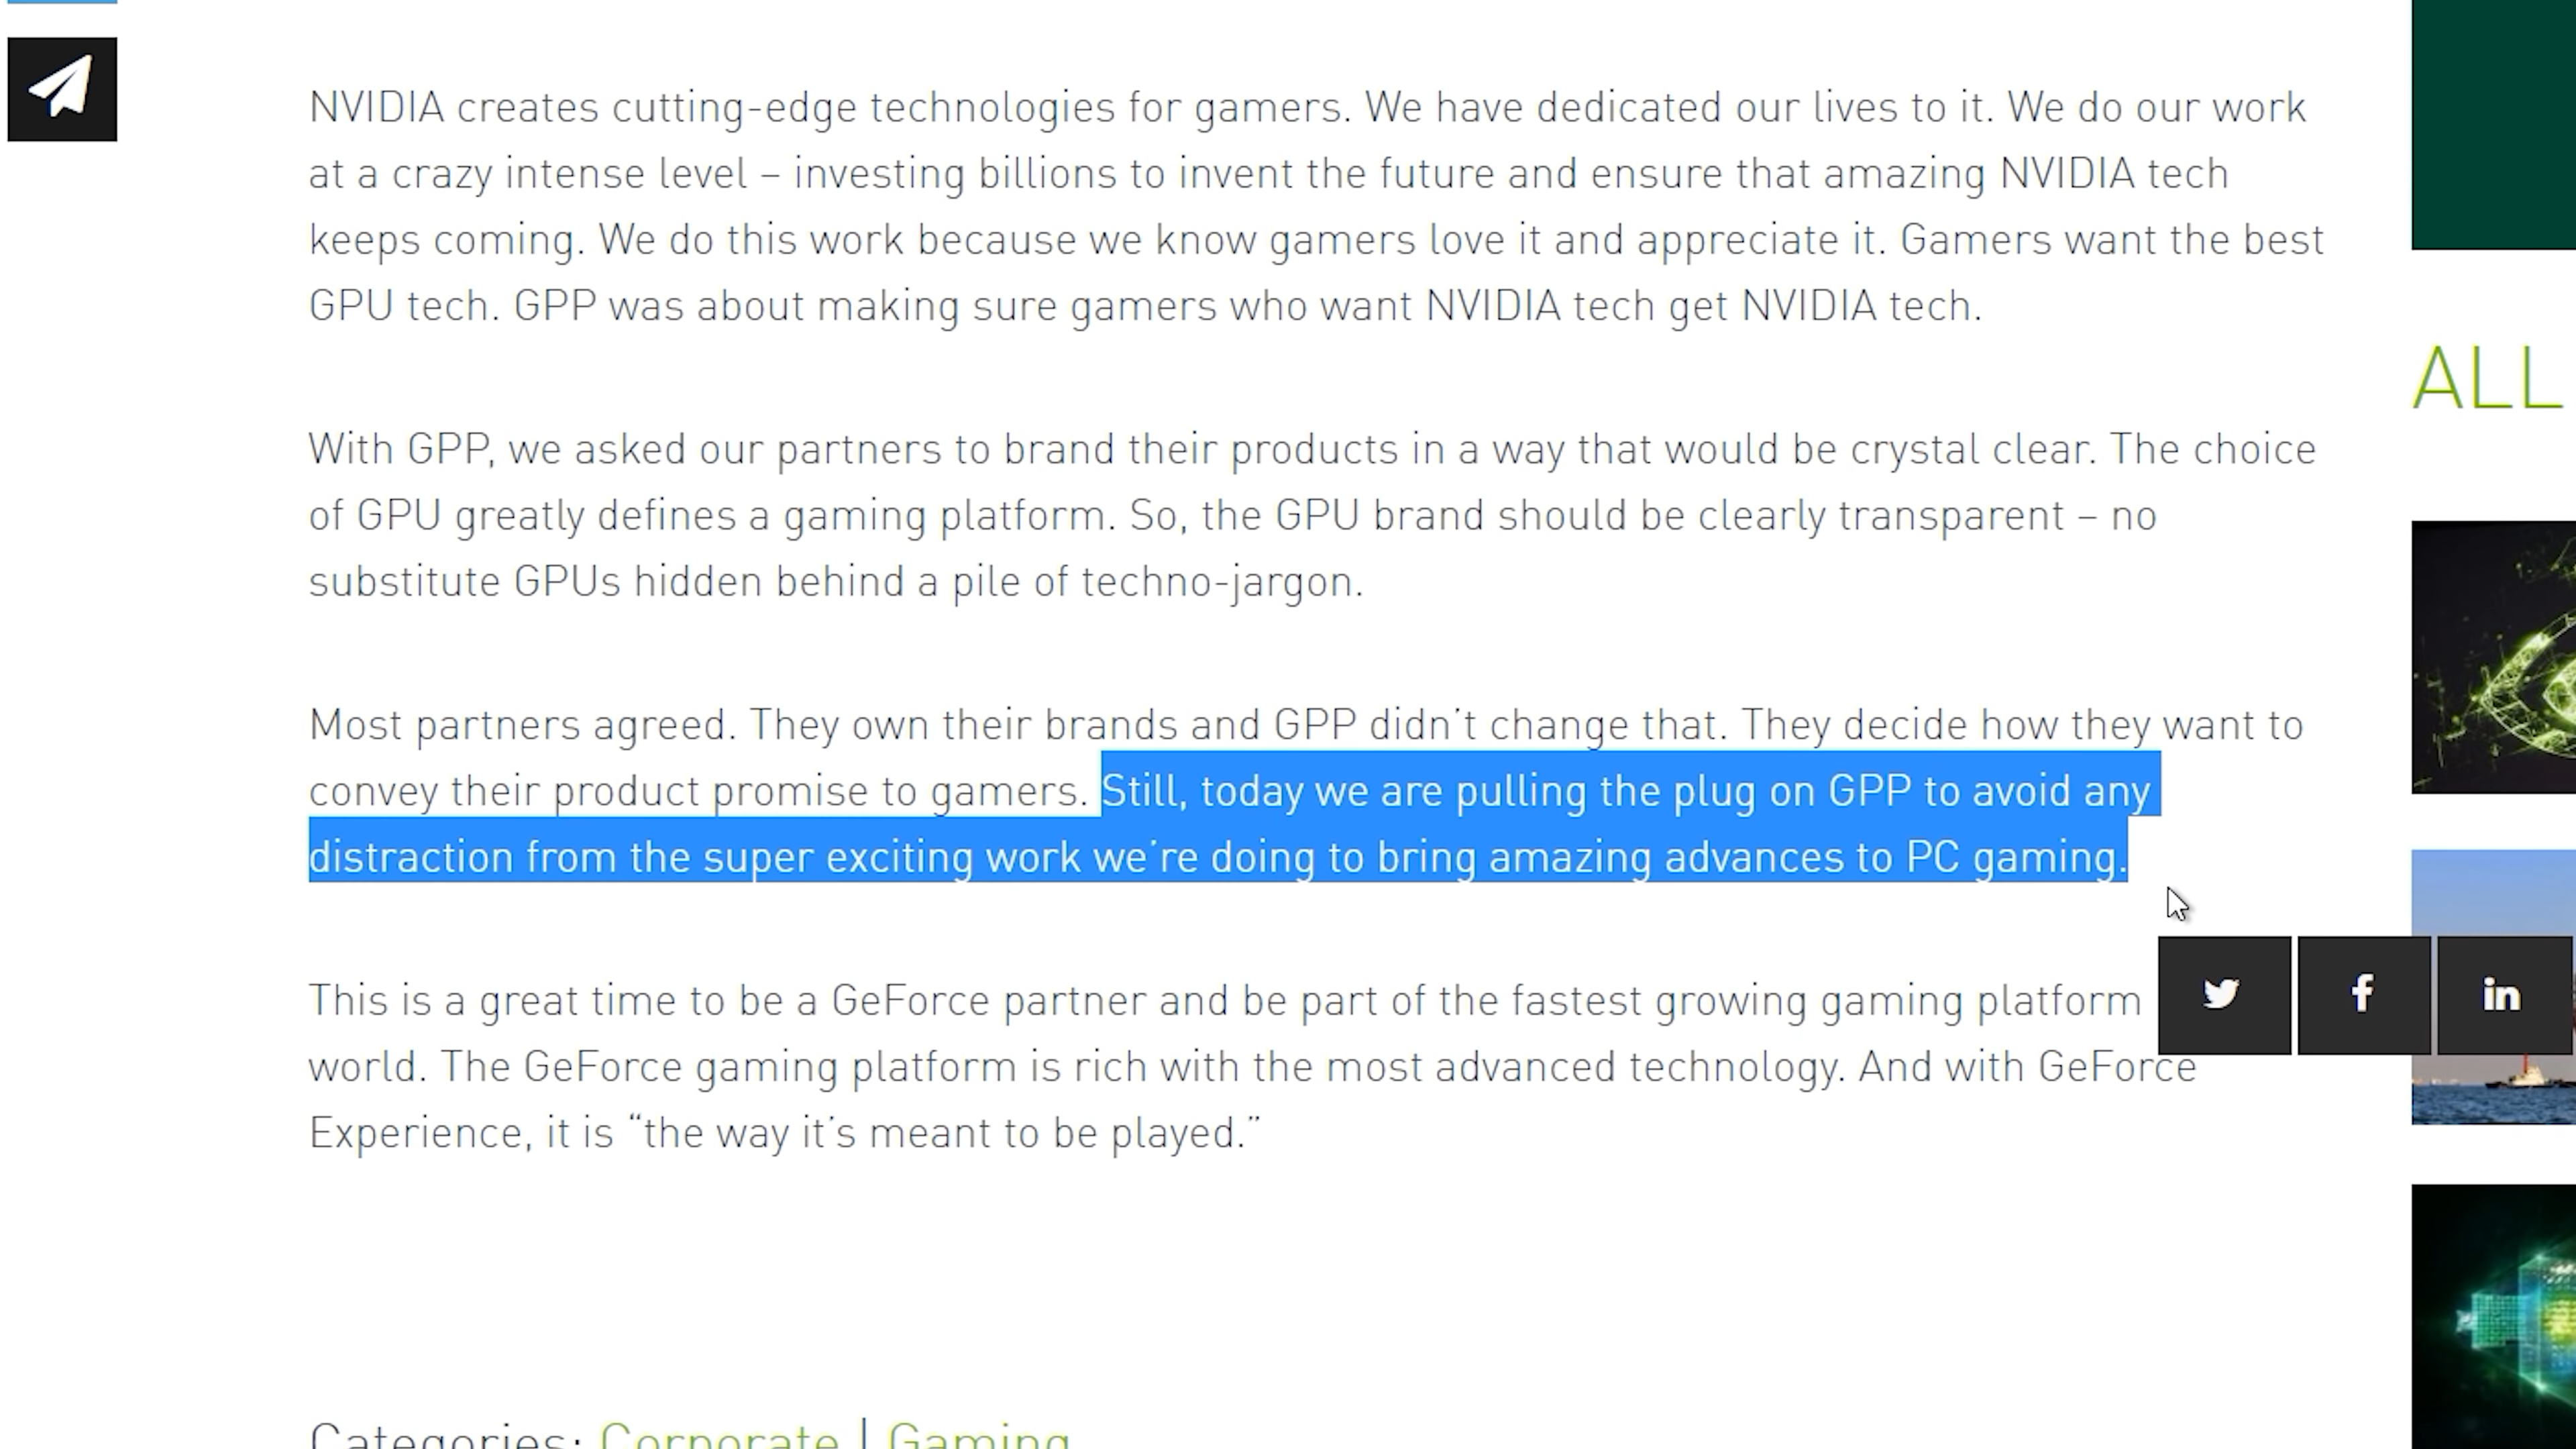 NVIDIA creates cutting-edge technologies for gamers. We have dedicated our lives to it. We do our work
at a crazy intense level – investing billions to invent the future and ensure that amazing NVIDIA tech
keeps coming. We do this work because we know gamers love it and appreciate it. Gamers want the best
GPU tech. GPP was about making sure gamers who want NVIDIA tech get NVIDIA tech.
ALL
With GPP, we asked our partners to brand their products in a way that would be crystal clear. The choice
of GPU greatly defines a gaming platform. So, the GPU brand should be clearly transparent – no
substitute GPUs hidden behind a pile of techno-jargon.
Most partners agreed. They own their brands and GPP didn't change that. They decide how they want to
convey their product promise to gamers. Still, today we are pulling the plug on GPP to avoid any
distraction from the super exciting work we're doing to bring amazing advances to PC gaming.
This is a great time to be a GeForce partner and be part of the fastest growing gaming platform
world. The GeForce gaming platform is rich with the most advanced technology. And with GeForce
Experience, it is “the way it's meant to be played.”
Categories: Corporate | Gaming